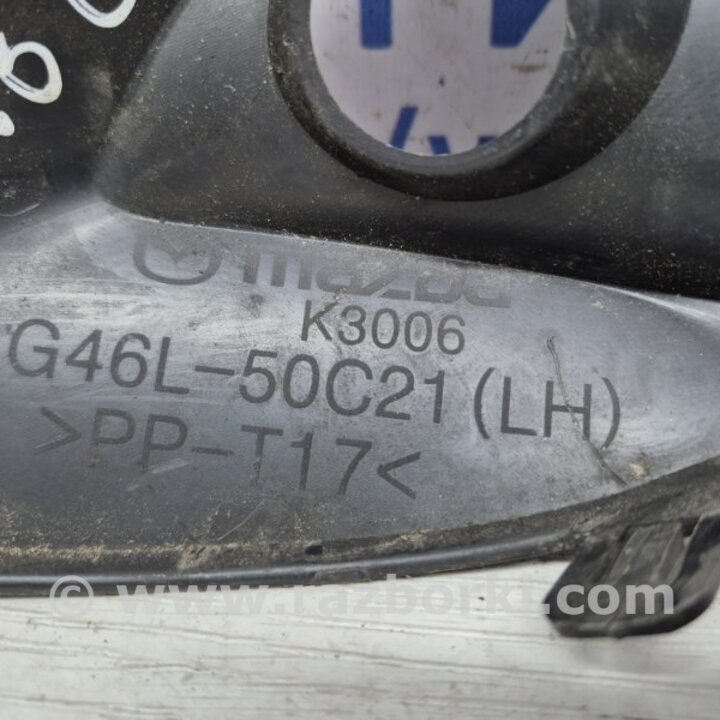 mazda
K3006
G46L-50C21 (LH)
>PP-T17<
© www.razborki.com